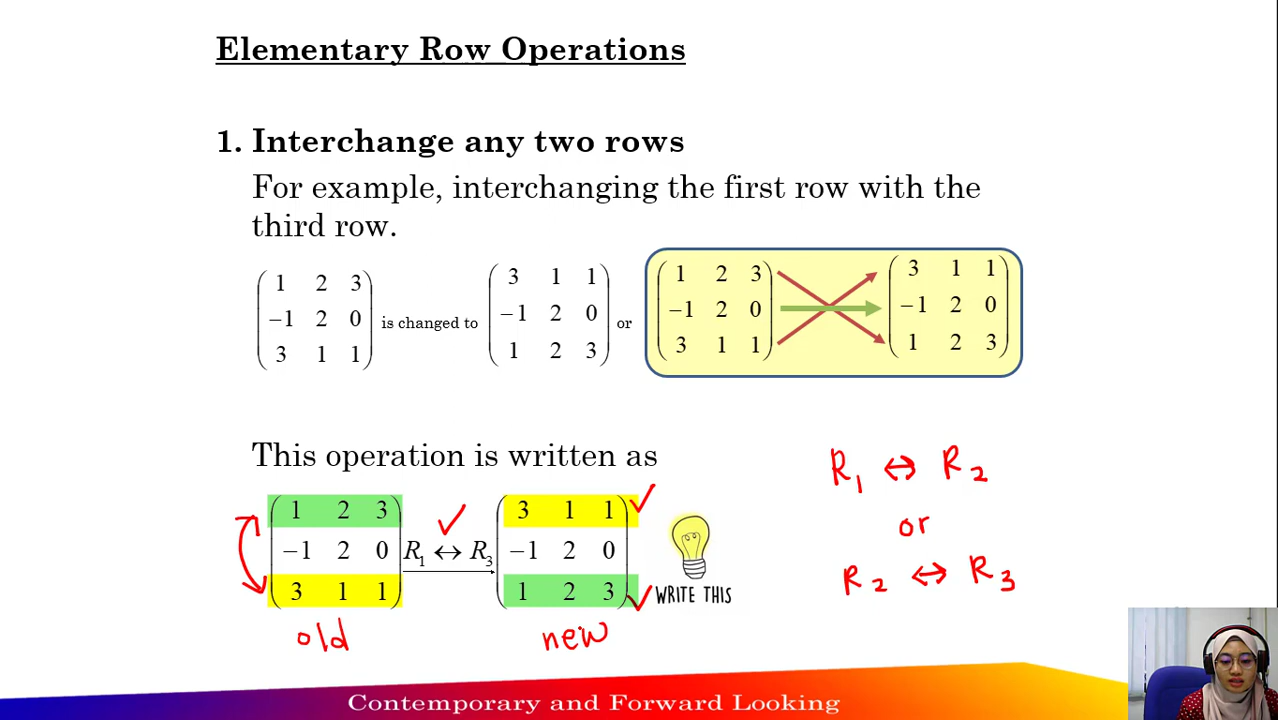 Elementary Row Operations
1. Interchange any two rows
For example, interchanging the first row with the
third row.
1 2 3
−1 2 0
3 1 1
is changed to
3 1 1
−1 2 0
1 2 3
or
1 2 3
−1 2 0
3 1 1
3 1 1
−1 2 0
1 2 3
This operation is written as
1 2 3
−1 2 0
3 1 1
old
R₁ ↔ R₃
3 1 1
−1 2 0
1 2 3
new
WRITE THIS
R₁ ↔ R₂
or
R₂ ↔ R₃
Contemporary and Forward Looking